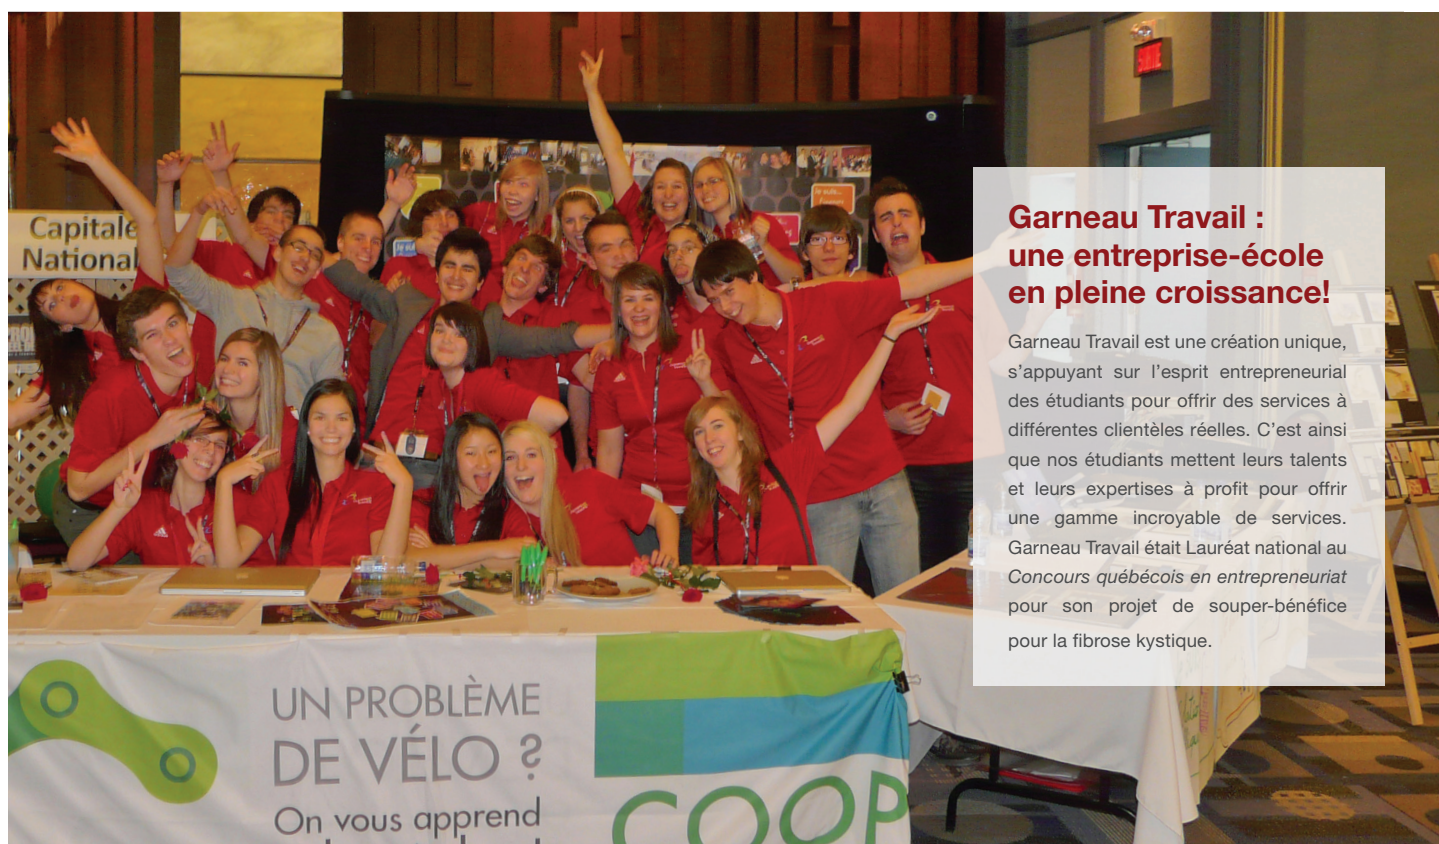 Capitale
National
SORTIE
Je suis...
Je su
Garneau Travail :
une entreprise-école
en pleine croissance!
Garneau Travail est une création unique,
s’appuyant sur l’esprit entrepreneurial
des étudiants pour offrir des services à
différentes clientèles réelles. C’est ainsi
que nos étudiants mettent leurs talents
et leurs expertises à profit pour offrir
une gamme incroyable de services.
Garneau Travail était Lauréat national au
Concours québécois en entrepreneuriat
pour son projet de souper-bénéfice
pour la fibrose kystique.
UN PROBLÈME
DE VÉLO ?
On vous apprend
COOP